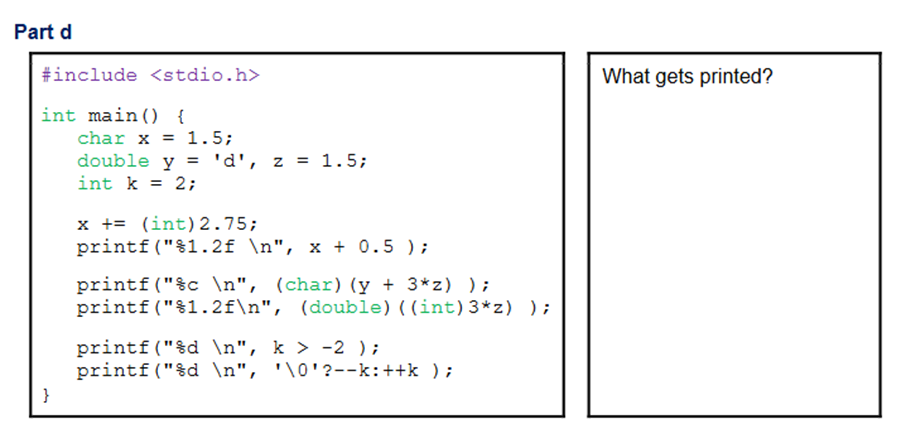 Part d
#include <stdio.h>
int main() {
char x = 1.5;
double y = 'd', z = 1.5;
int k = 2;
x += (int)2.75;
printf("%1.2f \n", x + 0.5 );
printf("%c \n", (char)(y + 3*z) );
printf("%1.2f\n", (double)((int)3*z) );
printf("%d \n", k > -2 );
printf("%d \n", '\0'?--k:++k );
}
What gets printed?